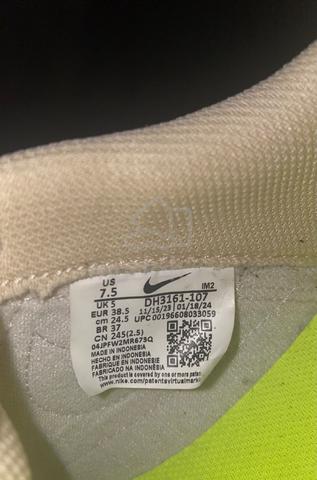 US
7.5
IM2
UK 5
DH3161-107
EUR 38.5
11/15/23
01/18/24
cm 24.5
UPC 00196608033059
BR 37
CN 245(2.5)
04JPFW2MR675Q
MADE IN INDONESIA
HECHO EN INDONESIA
FABRIQUE EN INDONESIE
FABRICADO NA INDONESIA
This product is covered by one or more
www.nike.com/patentsvirtualmarki